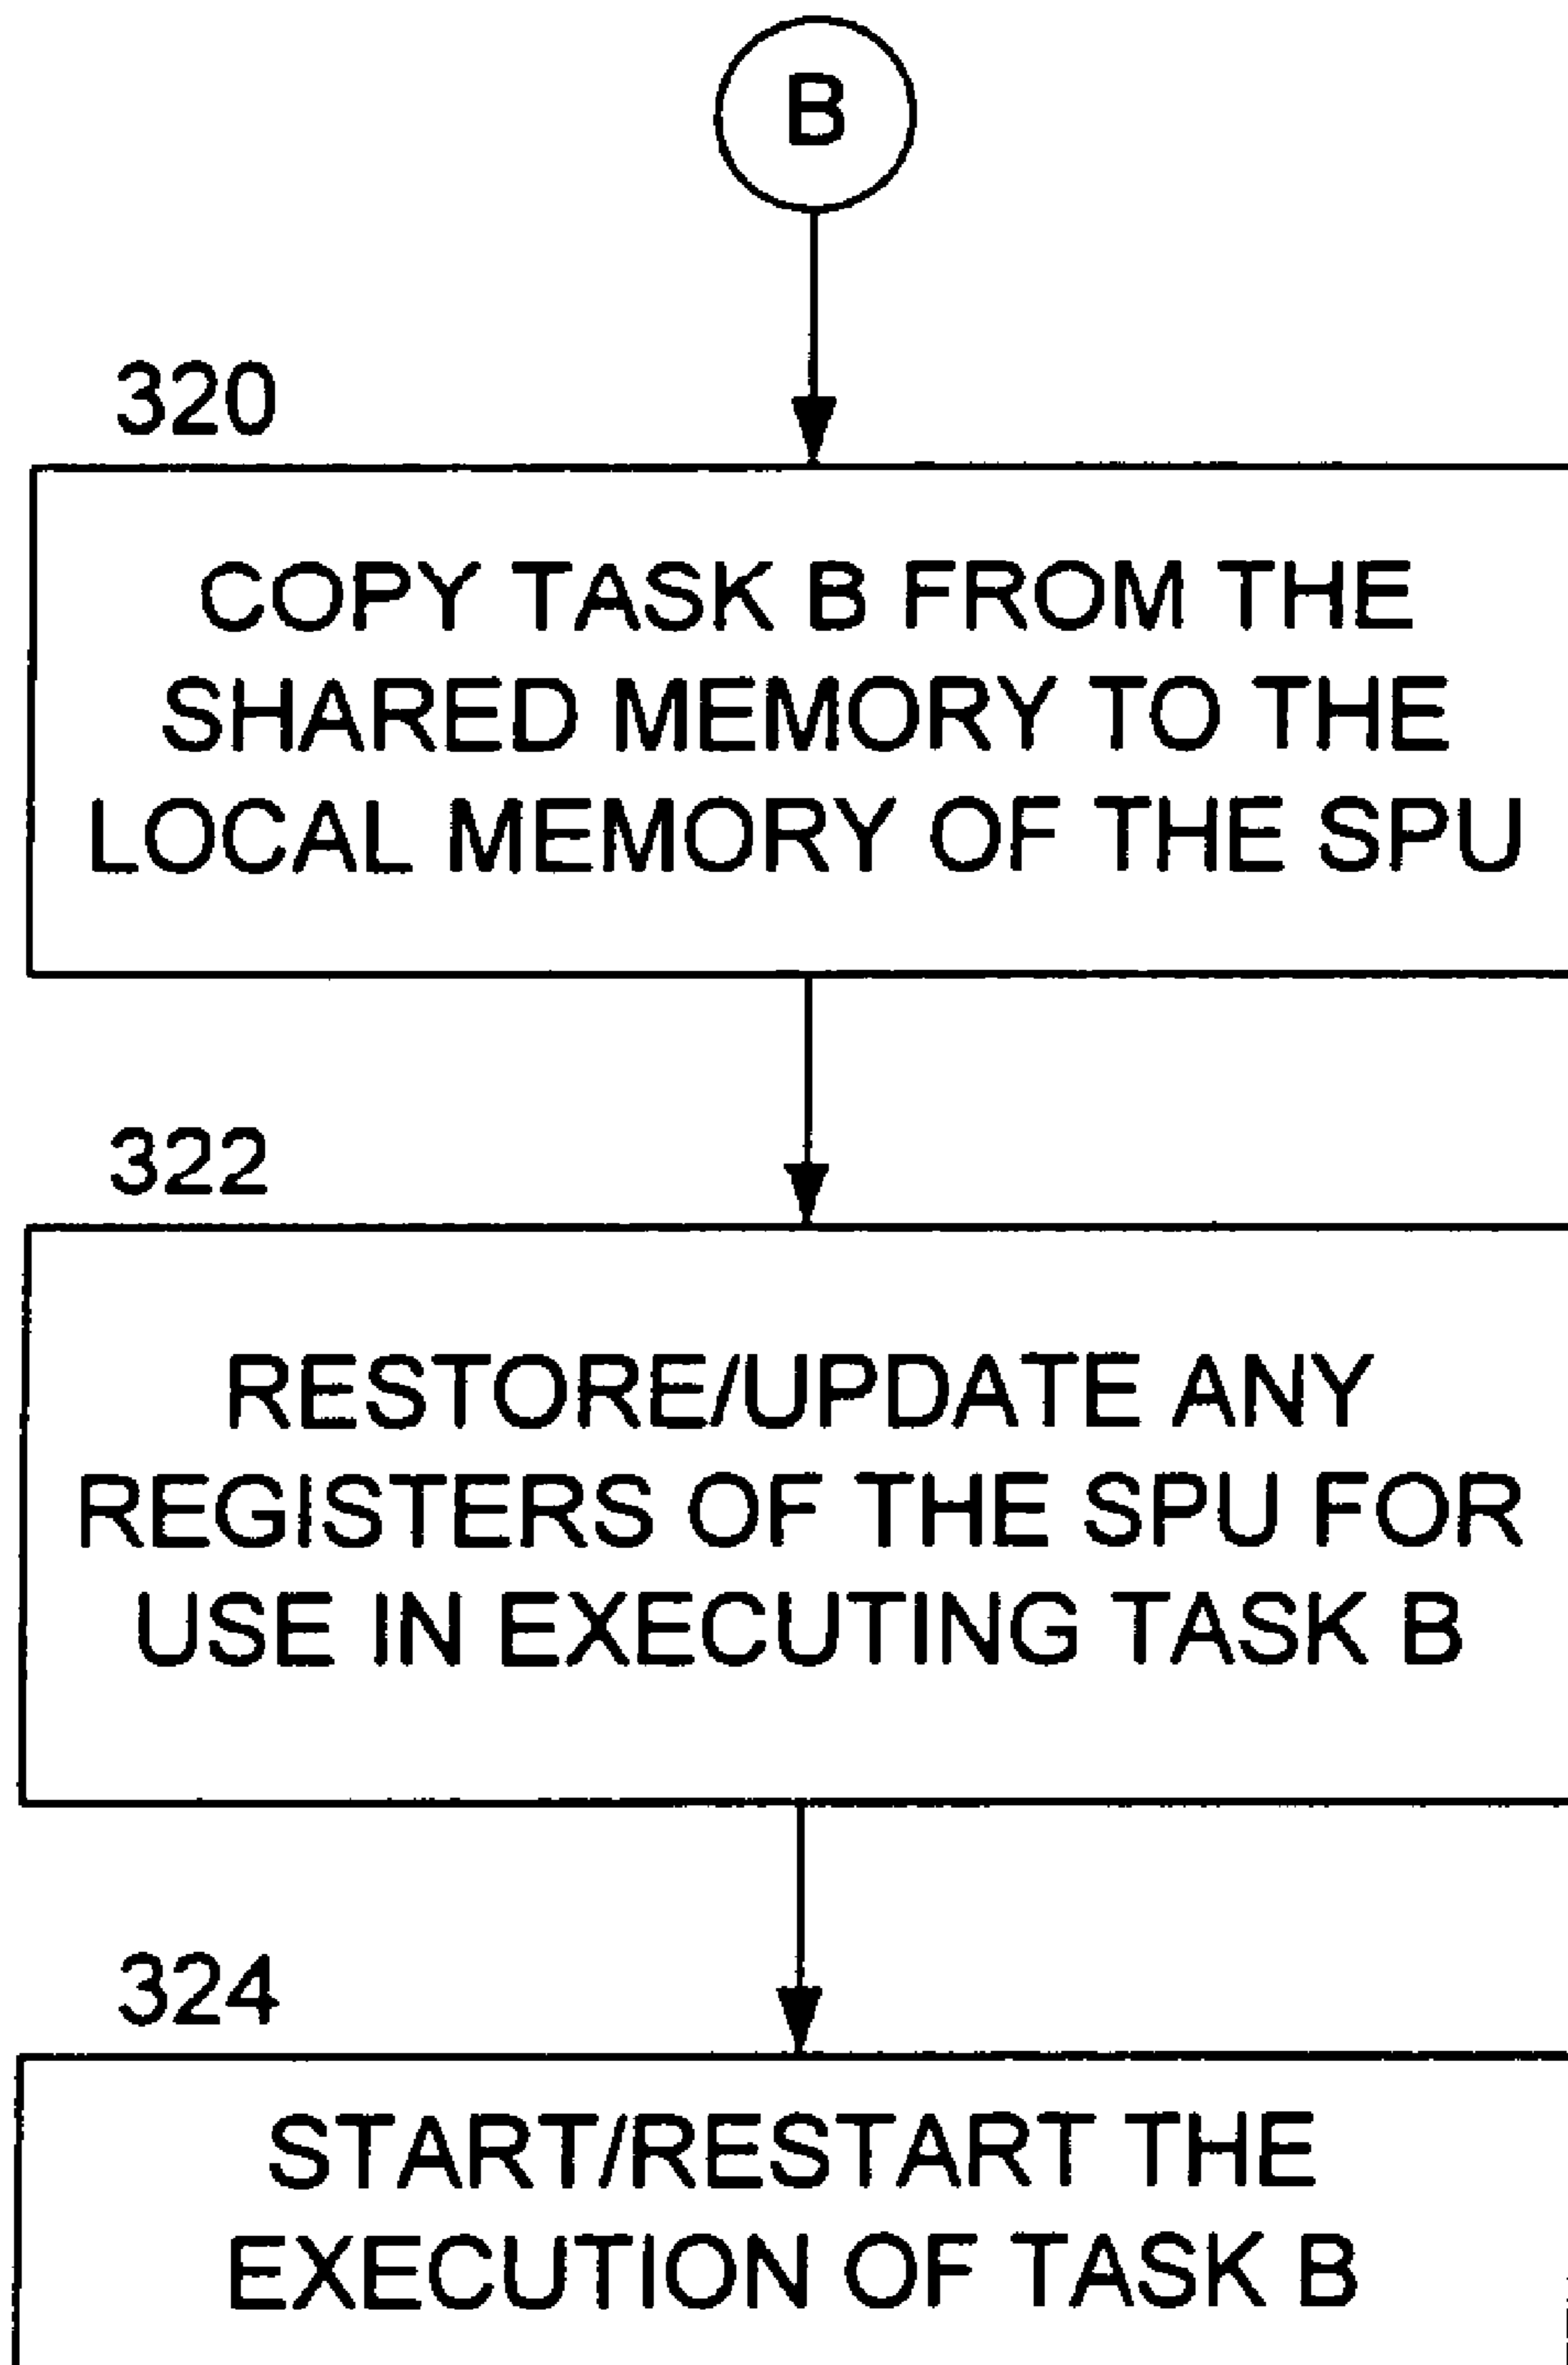 B
320
COPY TASK B FROM THE
SHARED MEMORY TO THE
LOCAL MEMORY OF THE SPU
322
RESTORE/UPDATE ANY
REGISTERS OF THE SPU FOR
USE IN EXECUTING TASK B
324
START/RESTART THE
EXECUTION OF TASK B